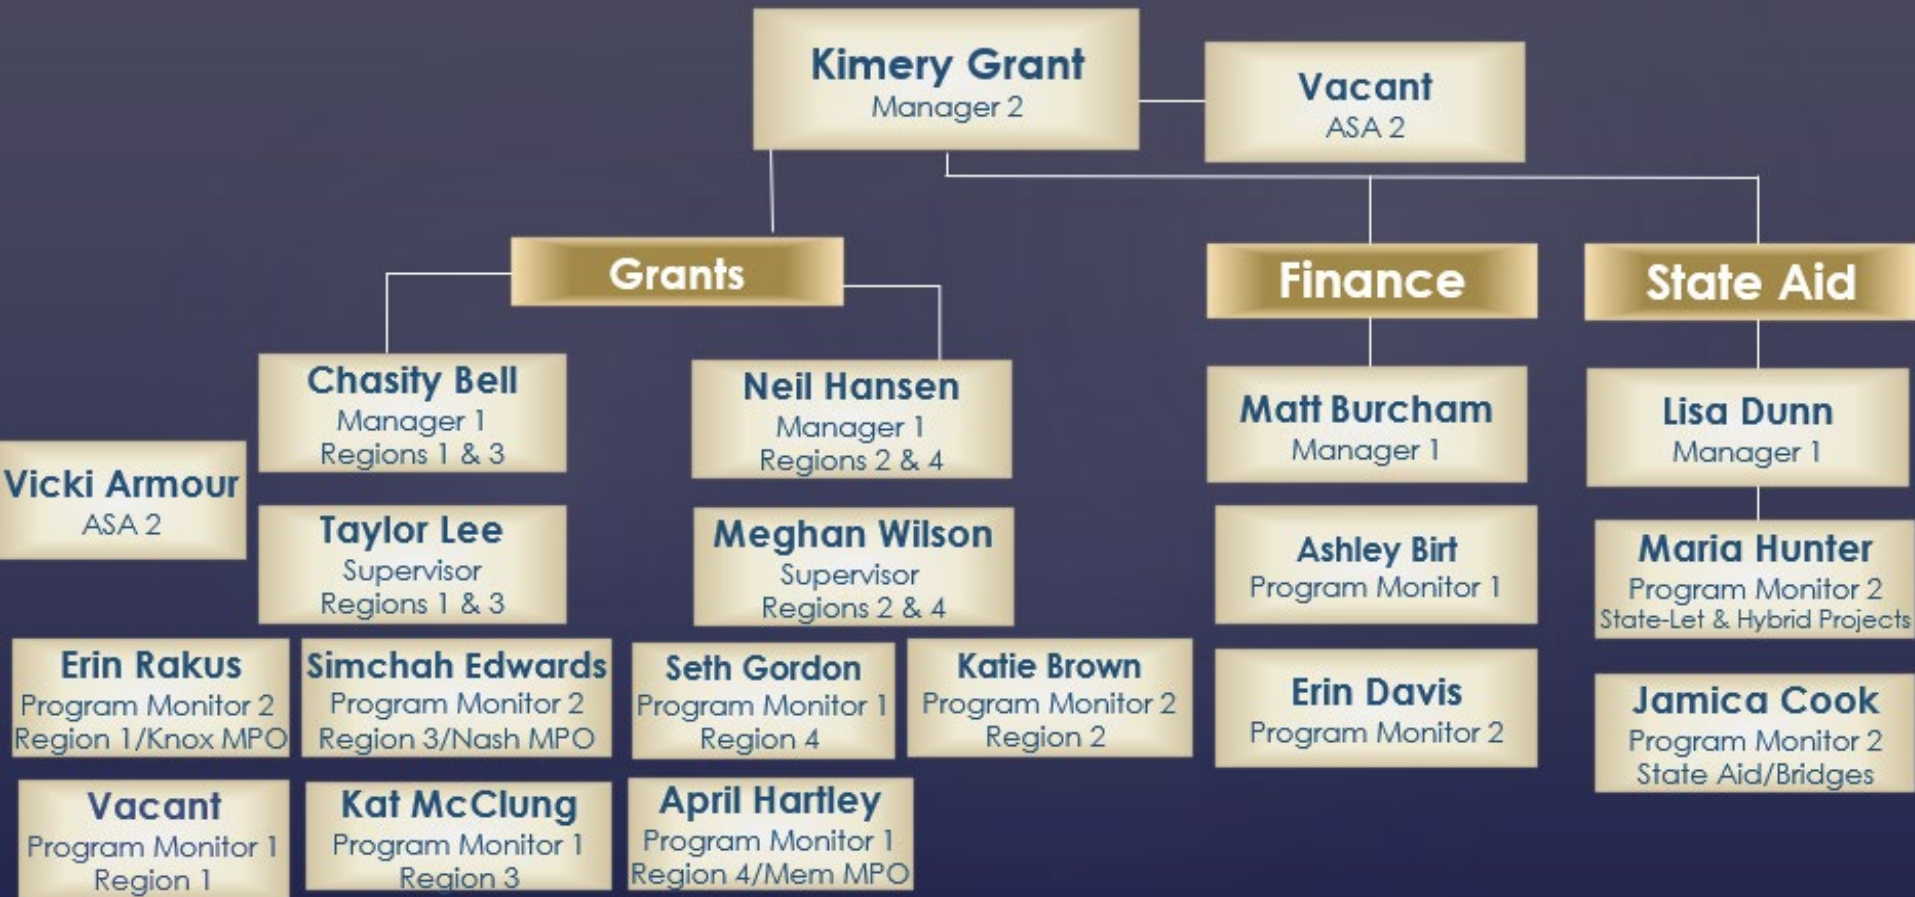 Kimery Grant
Manager 2
Vacant
ASA 2
Grants
Finance
State Aid
Chasity Bell
Manager 1
Regions 1 & 3
Neil Hansen
Manager 1
Regions 2 & 4
Matt Burcham
Manager 1
Lisa Dunn
Manager 1
Vicki Armour
ASA 2
Taylor Lee
Supervisor
Regions 1 & 3
Meghan Wilson
Supervisor
Regions 2 & 4
Ashley Birt
Program Monitor 1
Maria Hunter
Program Monitor 2
State-Let & Hybrid Projects
Erin Rakus
Program Monitor 2
Region 1/Knox MPO
Simchah Edwards
Program Monitor 2
Region 3/Nash MPO
Seth Gordon
Program Monitor 1
Region 4
Katie Brown
Program Monitor 2
Region 2
Erin Davis
Program Monitor 2
Jamica Cook
Program Monitor 2
State Aid/Bridges
Vacant
Program Monitor 1
Region 1
Kat McClung
Program Monitor 1
Region 3
April Hartley
Program Monitor 1
Region 4/Mem MPO